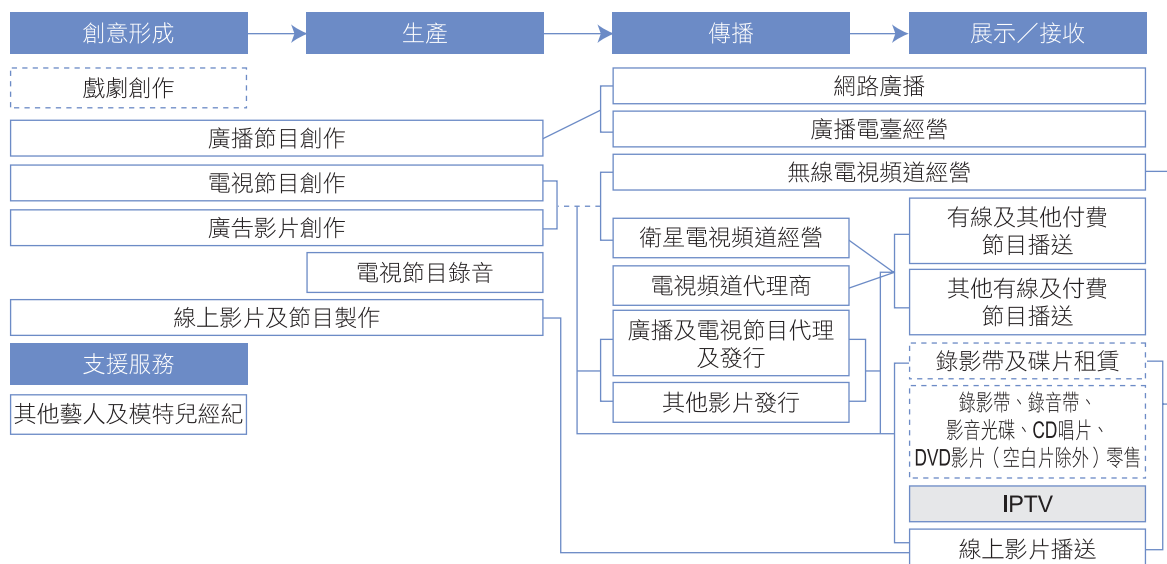 創意形成
生產
傳播
展示／接收
戲劇創作
網路廣播
廣播節目創作
廣播電臺經營
電視節目創作
無線電視頻道經營
廣告影片創作
衛星電視頻道經營
有線及其他付費
節目播送
電視節目錄音
電視頻道代理商
其他有線及付費
節目播送
線上影片及節目製作
廣播及電視節目代理
及發行
支援服務
錄影帶及碟片租賃
其他藝人及模特兒經紀
其他影片發行
錄影帶、錄音帶、
影音光碟、CD唱片、
DVD影片（空白片除外）零售
IPTV
線上影片播送